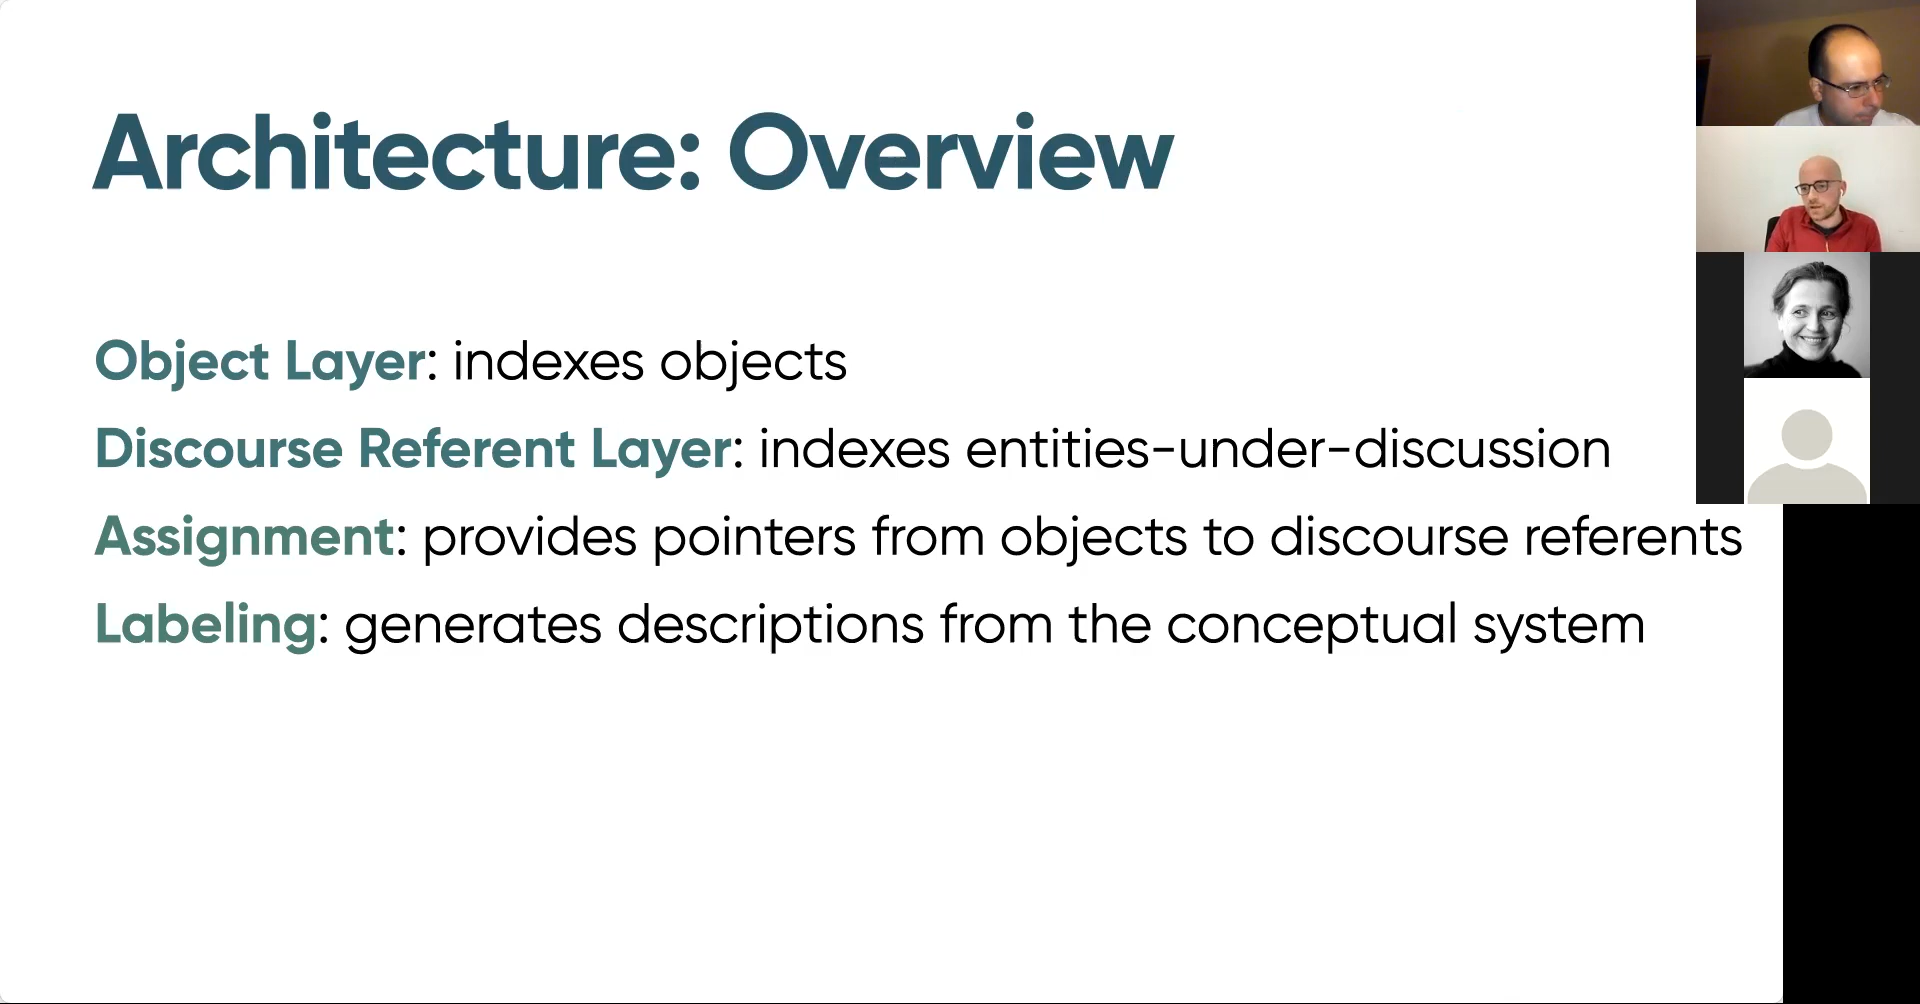 Architecture: Overview
Object Layer: indexes objects
Discourse Referent Layer: indexes entities-under-discussion
Assignment: provides pointers from objects to discourse referents
Labeling: generates descriptions from the conceptual system